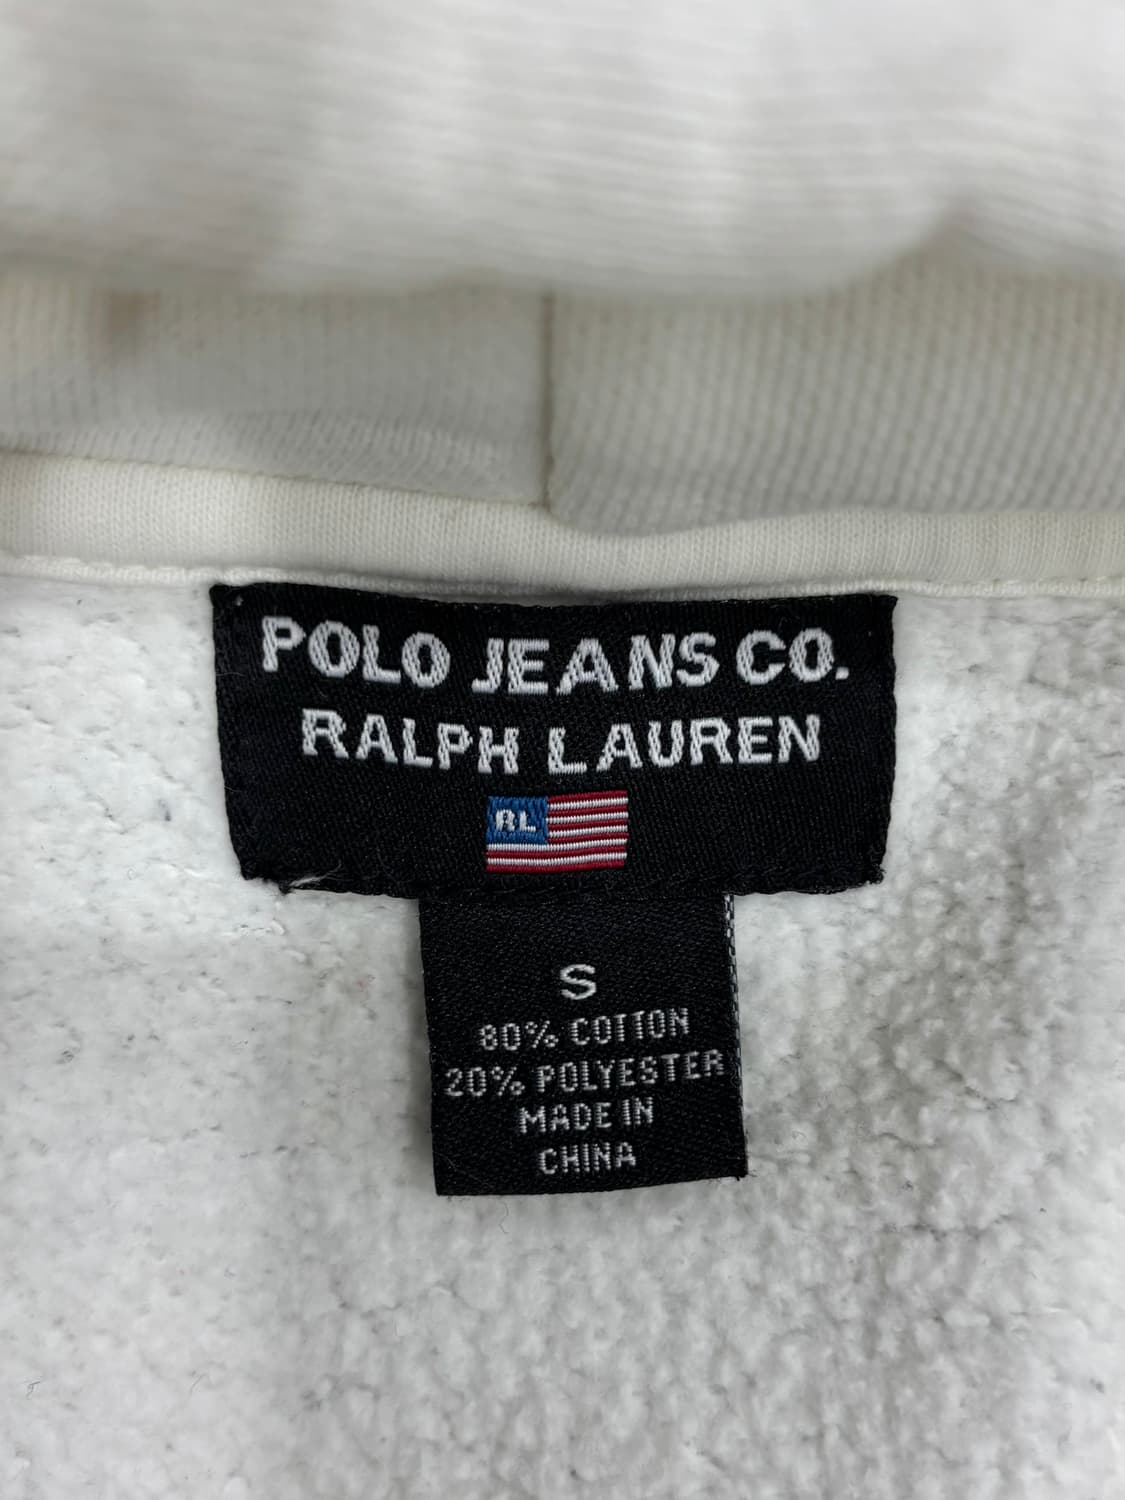 POLO JEANS CO.
RALPH LAUREN
RL
S
80% COTTON
20% POLYESTER
MADE IN
CHINA